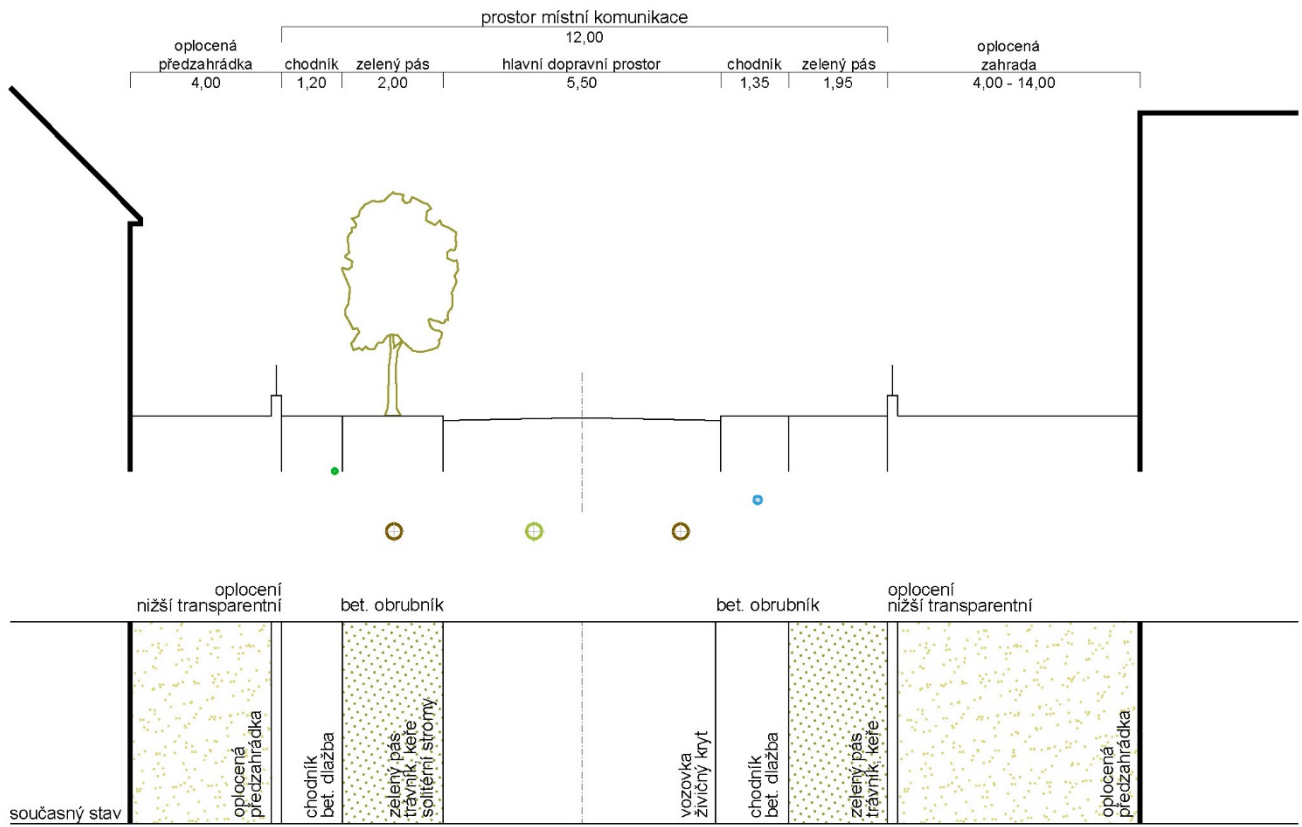 prostor místní komunikace
12,00
oplocená
předzahrádka
4,00
chodník
1,20
zelený pás
2,00
hlavní dopravní prostor
5,50
chodník
1,35
zelený pás
1,95
oplocená
zahrada
4,00 - 14,00
oplocení
nižší transparentní
bet. obrubník
bet. obrubník
oplocení
nižší transparentní
oplocená
předzahrádka
chodník
bet. dlažba
zelený pás
trávník, keře
solitérní stromy
vozovka
živičný kryt
chodník
bet. dlažba
zelený pás
trávník, keře
oplocená
předzahrádka
současný stav